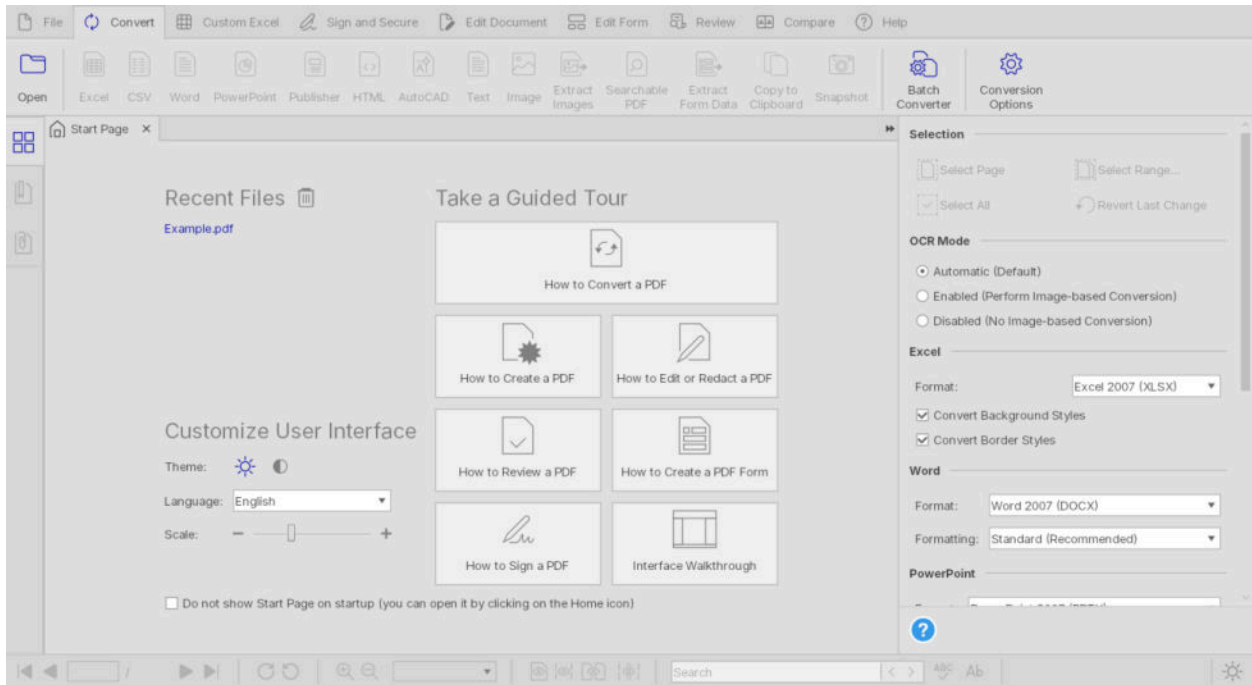 File Convert Custom Excel Sign and Secure Edit Document Edit Form Review Compare Help
Open Excel CSV Word PowerPoint Publisher HTML AutoCAD Text Image Extract Images Searchable PDF Extract Form Data Copy to Clipboard Snapshot Batch Converter Conversion Options
Start Page
Recent Files
Example.pdf
Customize User Interface
Theme:
Language: English
Scale:
Take a Guided Tour
How to Convert a PDF
How to Create a PDF
How to Edit or Redact a PDF
How to Review a PDF
How to Create a PDF Form
How to Sign a PDF
Interface Walkthrough
Do not show Start Page on startup (you can open it by clicking on the Home icon)
Selection
Select Page Select Range...
Select All Revert Last Change
OCR Mode
Automatic (Default)
Enabled (Perform Image-based Conversion)
Disabled (No Image-based Conversion)
Excel
Format: Excel 2007 (XLSX)
Convert Background Styles
Convert Border Styles
Word
Format: Word 2007 (DOCX)
Formatting: Standard (Recommended)
PowerPoint
/ Search ABC Ab